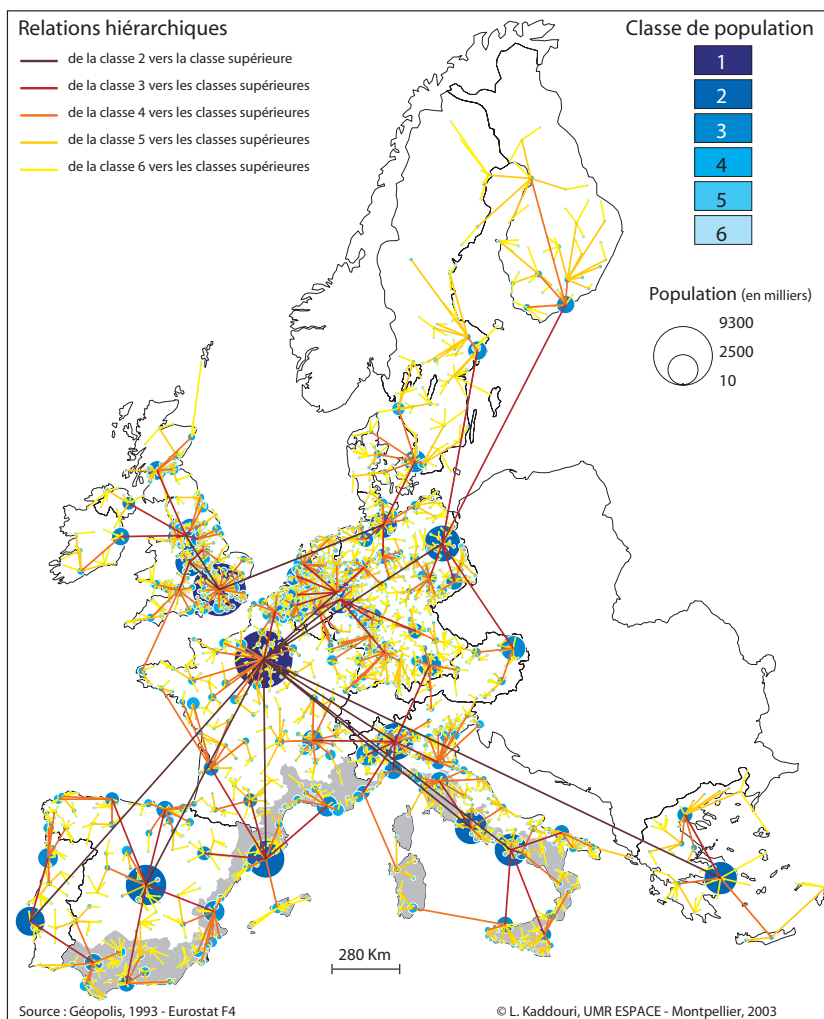 Relations hiérarchiques
de la classe 2 vers la classe supérieure
de la classe 3 vers les classes supérieures
de la classe 4 vers les classes supérieures
de la classe 5 vers les classes supérieures
de la classe 6 vers les classes supérieures
Classe de population
1
2
3
4
5
6
Population (en milliers)
9300
2500
10
280 Km
Source : Géopolis, 1993 - Eurostat F4
© L. Kaddouri, UMR ESPACE - Montpellier, 2003